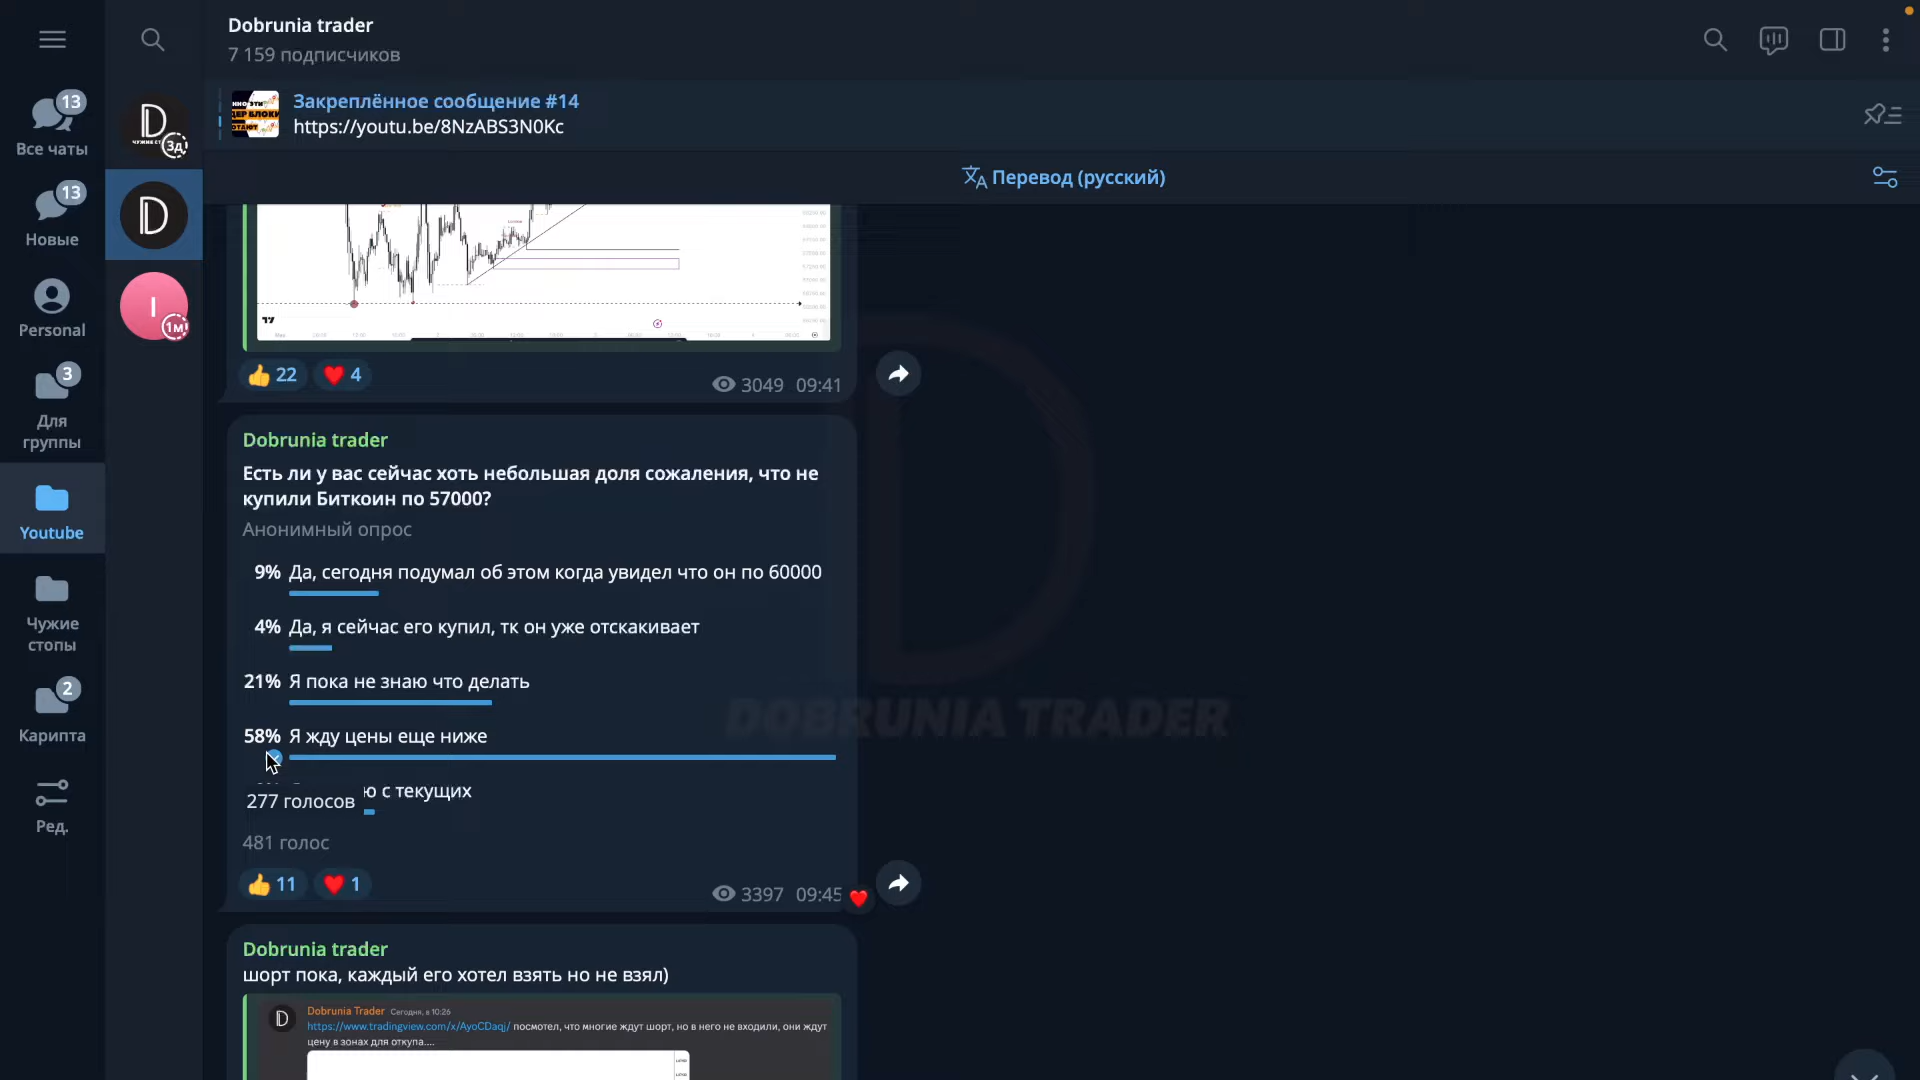 Dobrunia trader
7 159 подписчиков
Закреплённое сообщение #14
https://youtu.be/8NzABS3N0Kc
Перевод (русский)
13
Все чаты
13
Новые
Personal
3
Для
группы
Youtube
Чужие
стопы
2
Карипта
Ред.
3д
1м
22
4
3049 09:41
Dobrunia trader
Есть ли у вас сейчас хоть небольшая доля сожаления, что не
купили Биткоин по 57000?
Анонимный опрос
9% Да, сегодня подумал об этом когда увидел что он по 60000
4% Да, я сейчас его купил, тк он уже отскакивает
21% Я пока не знаю что делать
58% Я жду цены еще ниже
ю с текущих
277 голосов
481 голос
11
1
3397 09:45
DOBRUNIA TRADER
Dobrunia trader
шорт пока, каждый его хотел взять но не взял)
Dobrunia Trader Сегодня, в 10:26
https://www.tradingview.com/x/AyoCDaqj/ посмотел, что многие ждут шорт, но в него не входили, они ждут
цену в зонах для откупа....